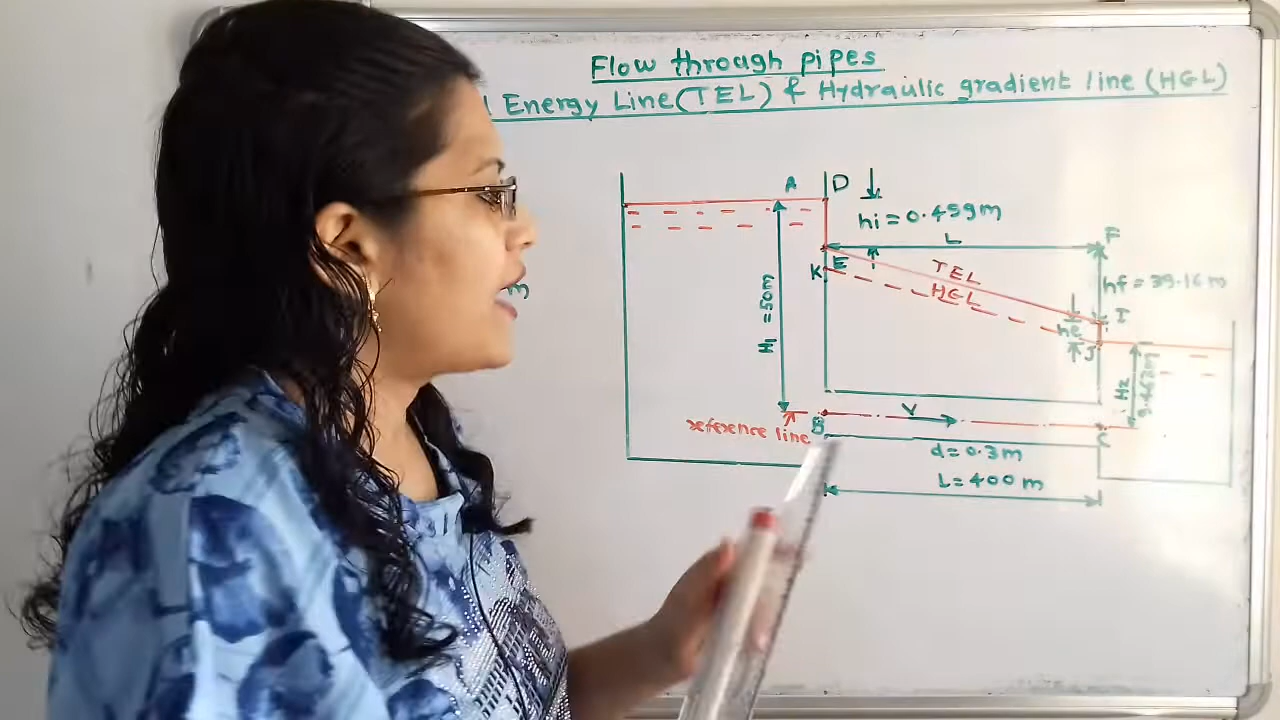 Flow through pipes
Energy Line (TEL) & Hydraulic gradient line (HGL)
A
D
hi = 0.459m
L
F
K
E
TEL
HGL
hf = 39.16 m
I
he
J
H1 = 50m
H2
reference line
B
V
C
d = 0.3m
L = 400 m
m